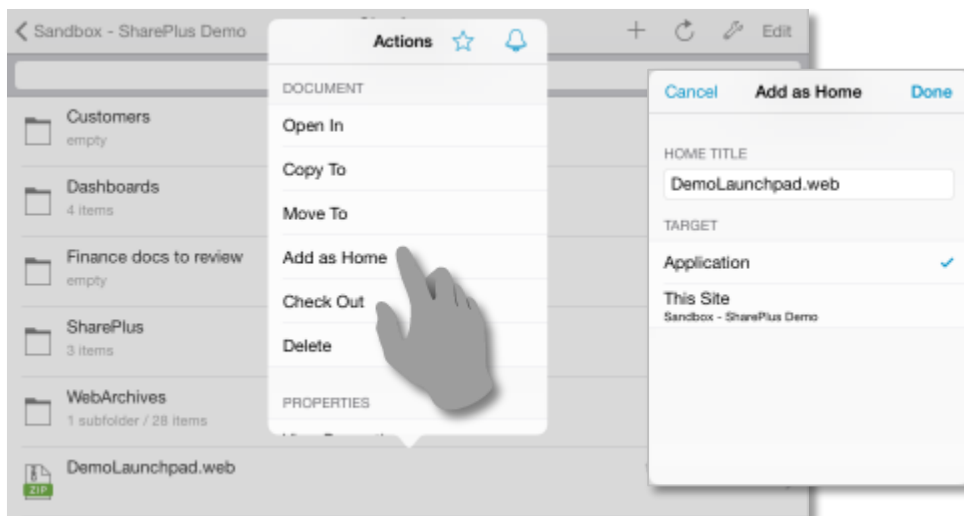 Sandbox - SharePlus Demo
Edit
Customers
empty
Dashboards
4 items
Finance docs to review
empty
SharePlus
3 items
WebArchives
1 subfolder / 28 items
DemoLaunchpad.web
ZIP
Actions
DOCUMENT
Open In
Copy To
Move To
Add as Home
Check Out
Delete
PROPERTIES
Cancel Add as Home Done
HOME TITLE
DemoLaunchpad.web
TARGET
Application
This Site
Sandbox - SharePlus Demo